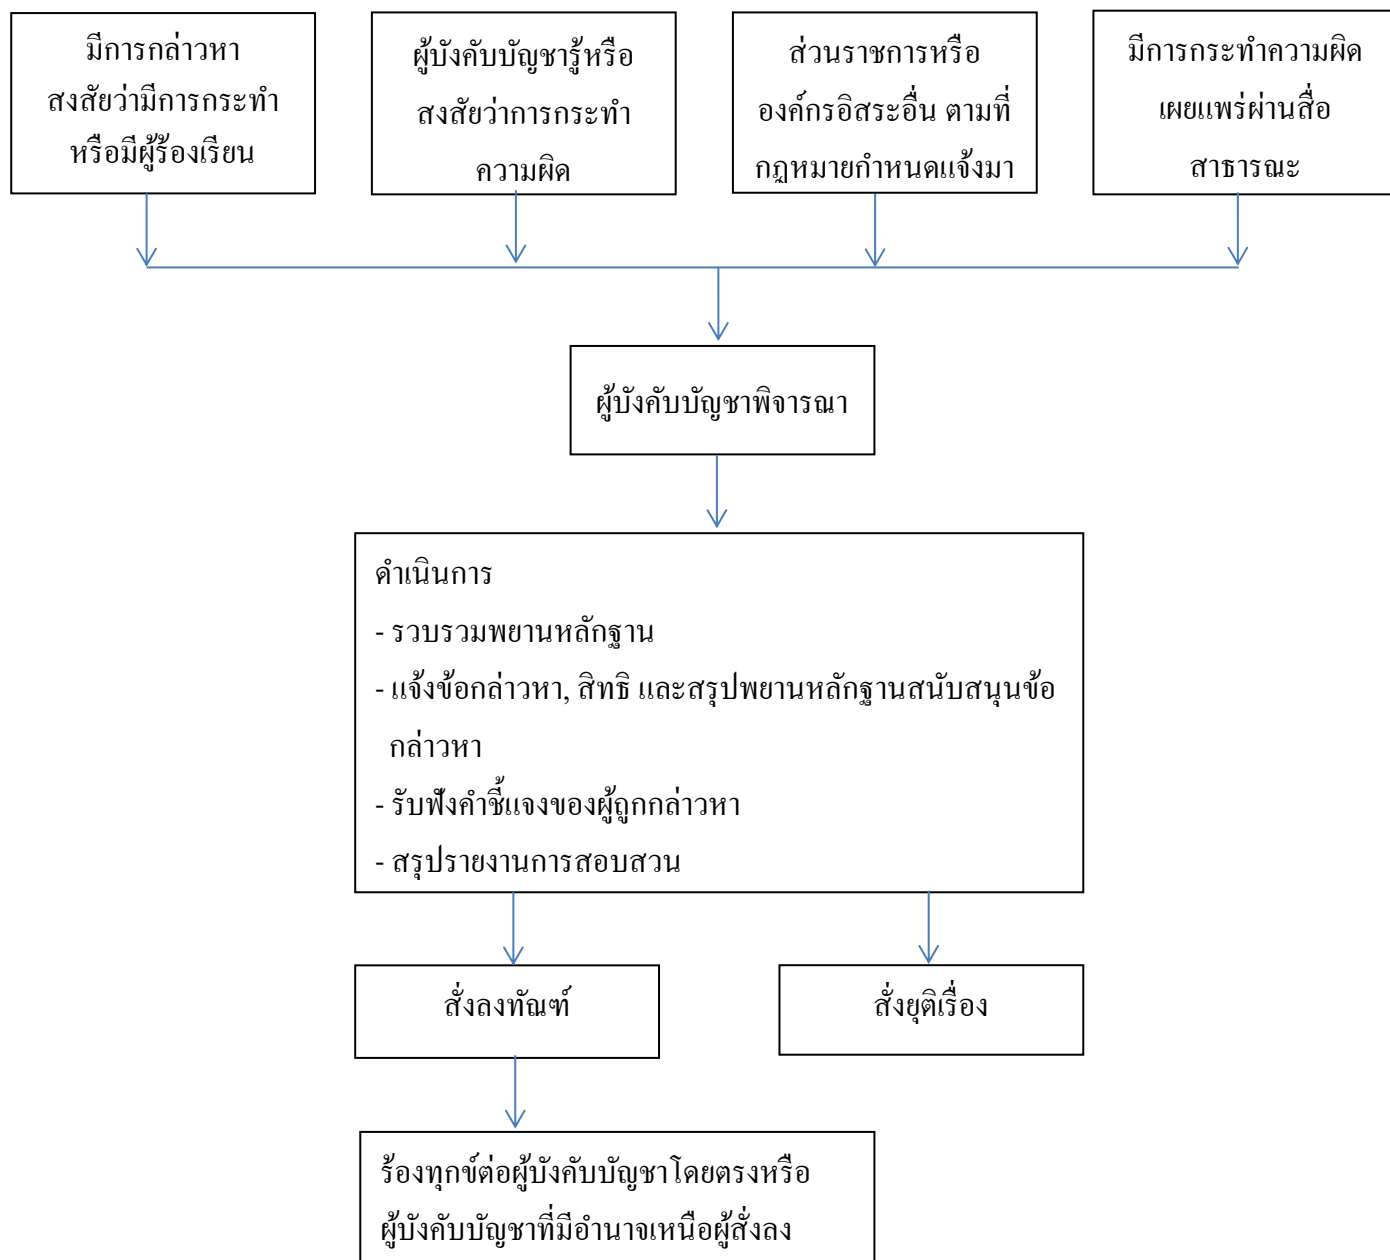 มีการกล่าวหา
สงสัยว่ามีการกระทำ
หรือมีผู้ร้องเรียน
ผู้บังคับบัญชารู้หรือ
สงสัยว่าการกระทำ
ความผิด
ส่วนราชการหรือ
องค์กรอิสระอื่น ตามที่
กฎหมายกำหนดแจ้งมา
มีการกระทำความผิด
เผยแพร่ผ่านสื่อ
สาธารณะ
ผู้บังคับบัญชาพิจารณา
ดำเนินการ
- รวบรวมพยานหลักฐาน
- แจ้งข้อกล่าวหา, สิทธิ และสรุปพยานหลักฐานสนับสนุนข้อ
กล่าวหา
- รับฟังคำชี้แจงของผู้ถูกกล่าวหา
- สรุปรายงานการสอบสวน
สั่งลงทัณฑ์
สั่งยุติเรื่อง
ร้องทุกข์ต่อผู้บังคับบัญชาโดยตรงหรือ
ผู้บังคับบัญชาที่มีอำนาจเหนือผู้สั่งลง